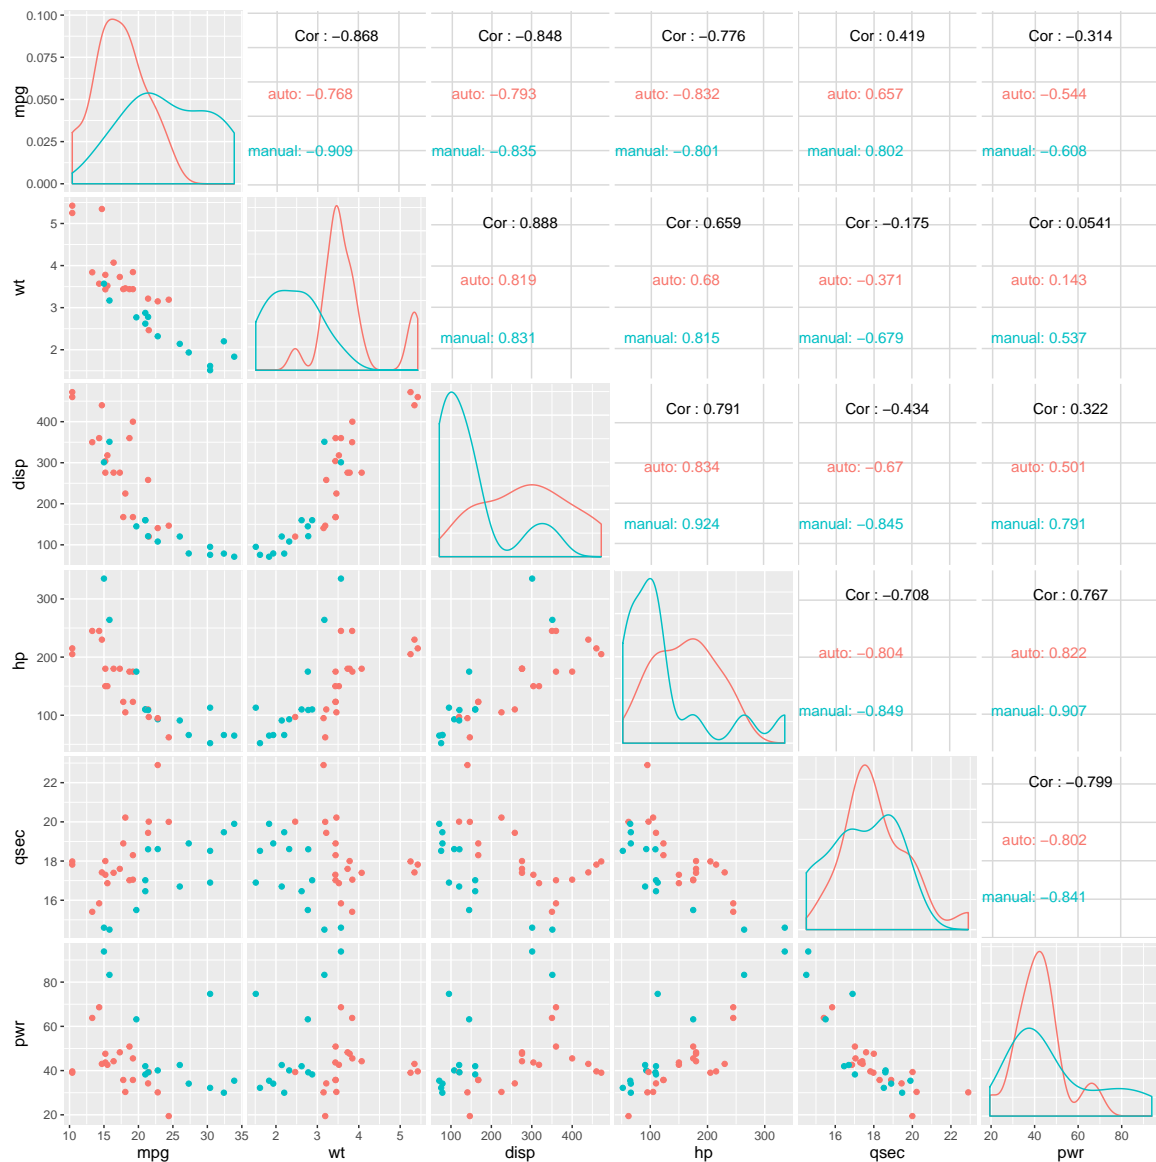 mpg
0.100
0.075
0.050
0.025
0.000
Cor : −0.868
auto: −0.768
manual: −0.909
Cor : −0.848
auto: −0.793
manual: −0.835
Cor : −0.776
auto: −0.832
manual: −0.801
Cor : 0.419
auto: 0.657
manual: 0.802
Cor : −0.314
auto: −0.544
manual: −0.608
wt
5
4
3
2
Cor : 0.888
auto: 0.819
manual: 0.831
Cor : 0.659
auto: 0.68
manual: 0.815
Cor : −0.175
auto: −0.371
manual: −0.679
Cor : 0.0541
auto: 0.143
manual: 0.537
disp
400
300
200
100
Cor : 0.791
auto: 0.834
manual: 0.924
Cor : −0.434
auto: −0.67
manual: −0.845
Cor : 0.322
auto: 0.501
manual: 0.791
hp
300
200
100
Cor : −0.708
auto: −0.804
manual: −0.849
Cor : 0.767
auto: 0.822
manual: 0.907
qsec
22
20
18
16
Cor : −0.799
auto: −0.802
manual: −0.841
pwr
80
60
40
20
10 15 20 25 30 35
2 3 4 5
100 200 300 400
100 200 300
16 18 20 22
20 40 60 80
mpg wt disp hp qsec pwr